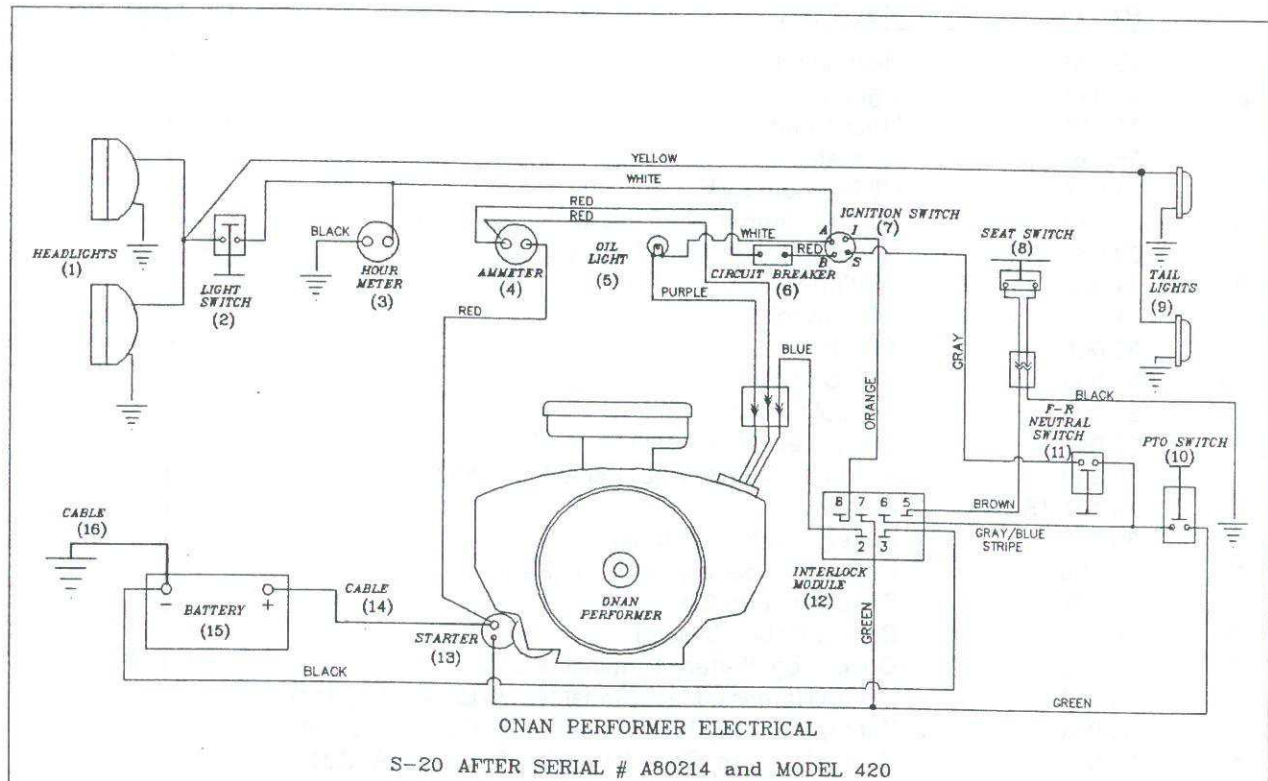 YELLOW
WHITE
RED
RED
HEADLIGHTS
(1)
LIGHT
SWITCH
(2)
BLACK
HOUR
METER
(3)
AMMETER
(4)
OIL
LIGHT
(5)
WHITE
RED
CIRCUIT BREAKER
(6)
A
I
B
S
IGNITION SWITCH
(7)
SEAT SWITCH
(8)
TAIL
LIGHTS
(9)
RED
PURPLE
BLUE
ORANGE
GRAY
BLACK
F-R
NEUTRAL
SWITCH
(11)
PTO SWITCH
(10)
BROWN
GRAY/BLUE
STRIPE
8 7 6 5
2 3
INTERLOCK
MODULE
(12)
GREEN
CABLE
(16)
- +
BATTERY
(15)
CABLE
(14)
STARTER
(13)
ONAN
PERFORMER
BLACK
GREEN
ONAN PERFORMER ELECTRICAL
S-20 AFTER SERIAL # A80214 and MODEL 420